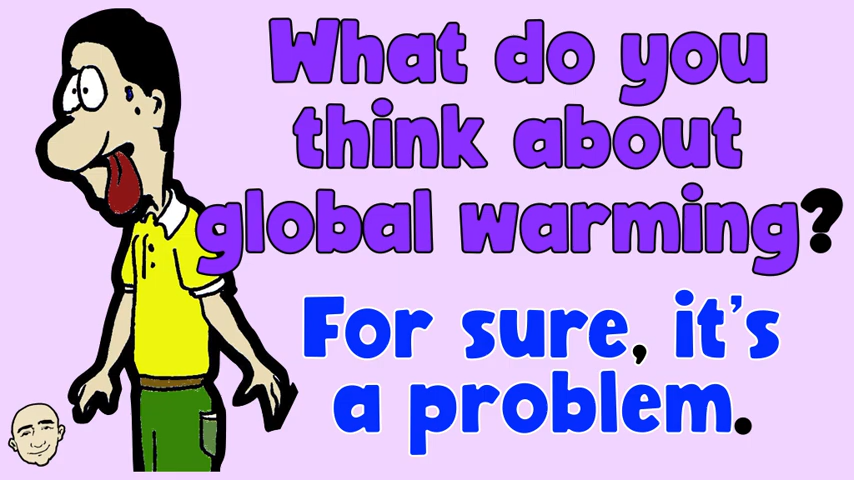 What do you
think about
global warming?
For sure, it's
a problem.